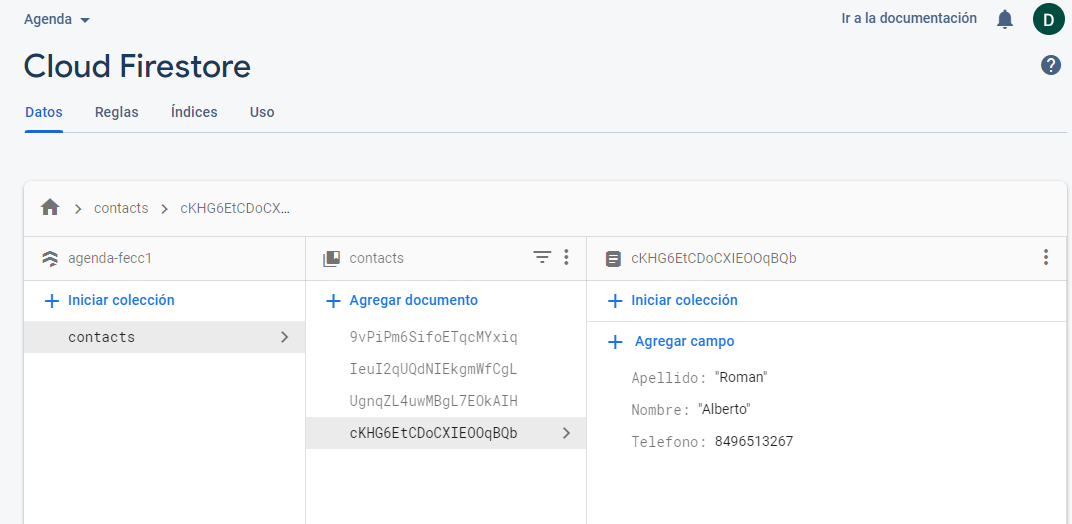 Agenda
Ir a la documentación
D
Cloud Firestore
?
Datos
Reglas
Índices
Uso
contacts
cKHG6EtCDoCX...
agenda-fecc1
contacts
cKHG6EtCDoCXIEOOqBQb
Iniciar colección
Agregar documento
Iniciar colección
contacts
9vPiPm6SifoETqcMYxiq
IeuI2qUQdNIEkgmWfCgL
UgnqZL4uwMBgL7EOkAIH
cKHG6EtCDoCXIEOOqBQb
Agregar campo
Apellido: "Roman"
Nombre: "Alberto"
Telefono: 8496513267